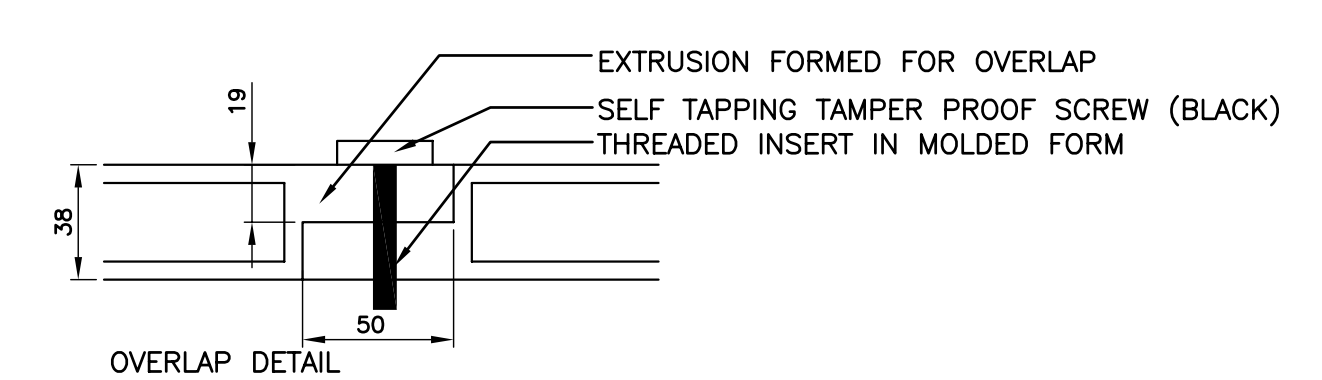 EXTRUSION FORMED FOR OVERLAP
SELF TAPPING TAMPER PROOF SCREW (BLACK)
THREADED INSERT IN MOLDED FORM
19
38
50
OVERLAP DETAIL